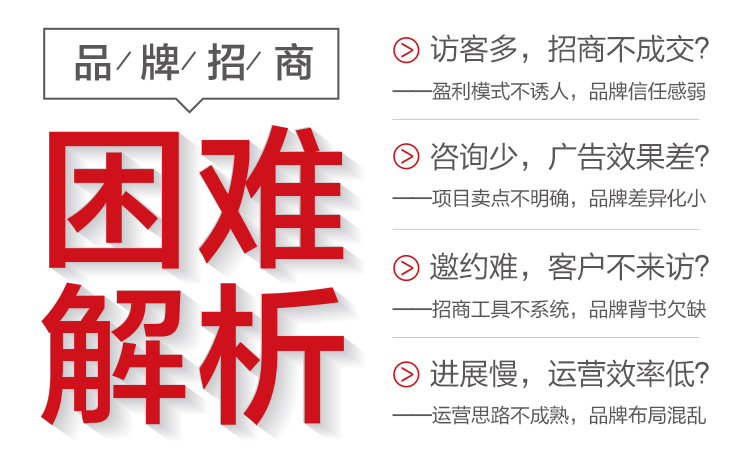 品/牌/招/商
困难
解析
访客多，招商不成交？
——盈利模式不诱人，品牌信任感弱
咨询少，广告效果差？
——项目卖点不明确，品牌差异化小
邀约难，客户不来访？
——招商工具不系统，品牌背书欠缺
进展慢，运营效率低？
——运营思路不成熟，品牌布局混乱